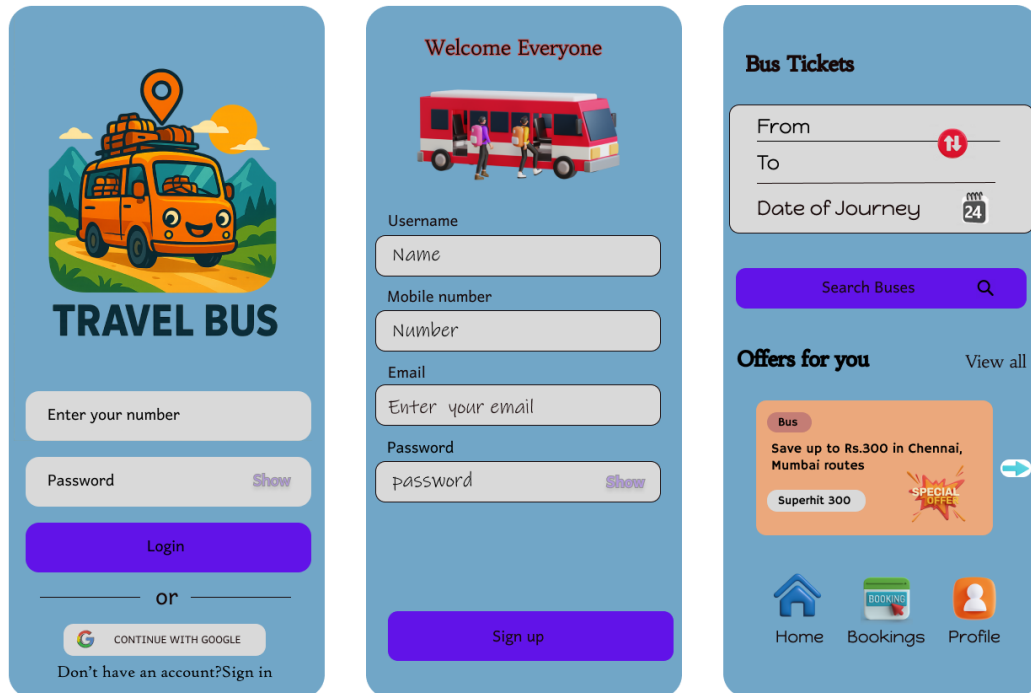 TRAVEL BUS
Enter your number
Password Show
Login
or
CONTINUE WITH GOOGLE
Don't have an account?Sign in
Welcome Everyone
Username
Name
Mobile number
Number
Email
Enter your email
Password
password Show
Sign up
Bus Tickets
From
To
Date of Journey 24
Search Buses
Offers for you View all
Bus
Save up to Rs.300 in Chennai,
Mumbai routes
Superhit 300
SPECIAL
OFFER
BOOKING
Home Bookings Profile